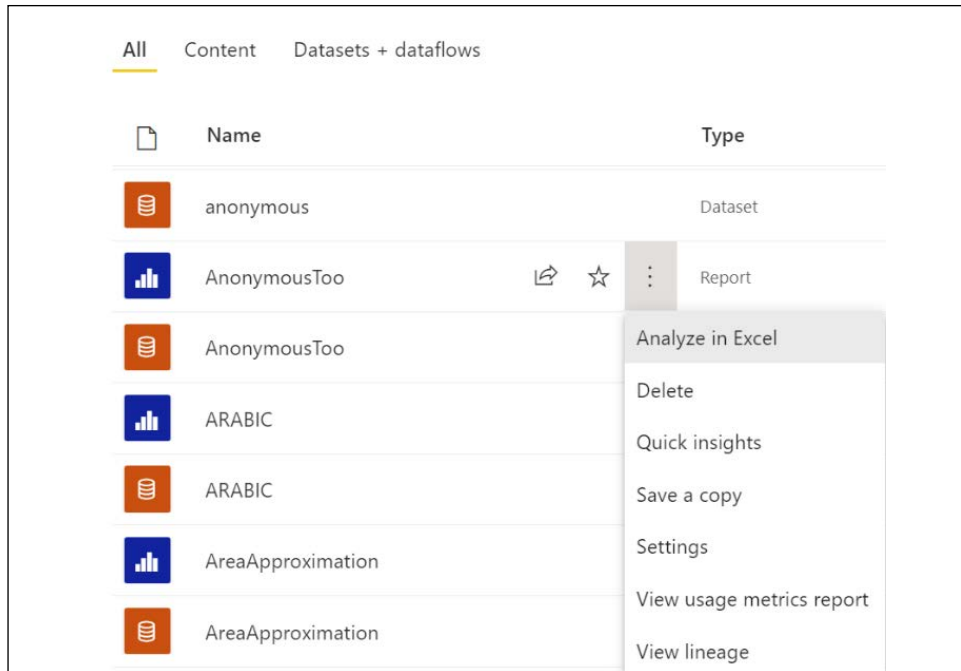 All Content Datasets + dataflows
Name Type
anonymous Dataset
AnonymousToo Report
Analyze in Excel
AnonymousToo
Delete
ARABIC
Quick insights
ARABIC
Save a copy
Settings
AreaApproximation
View usage metrics report
AreaApproximation
View lineage